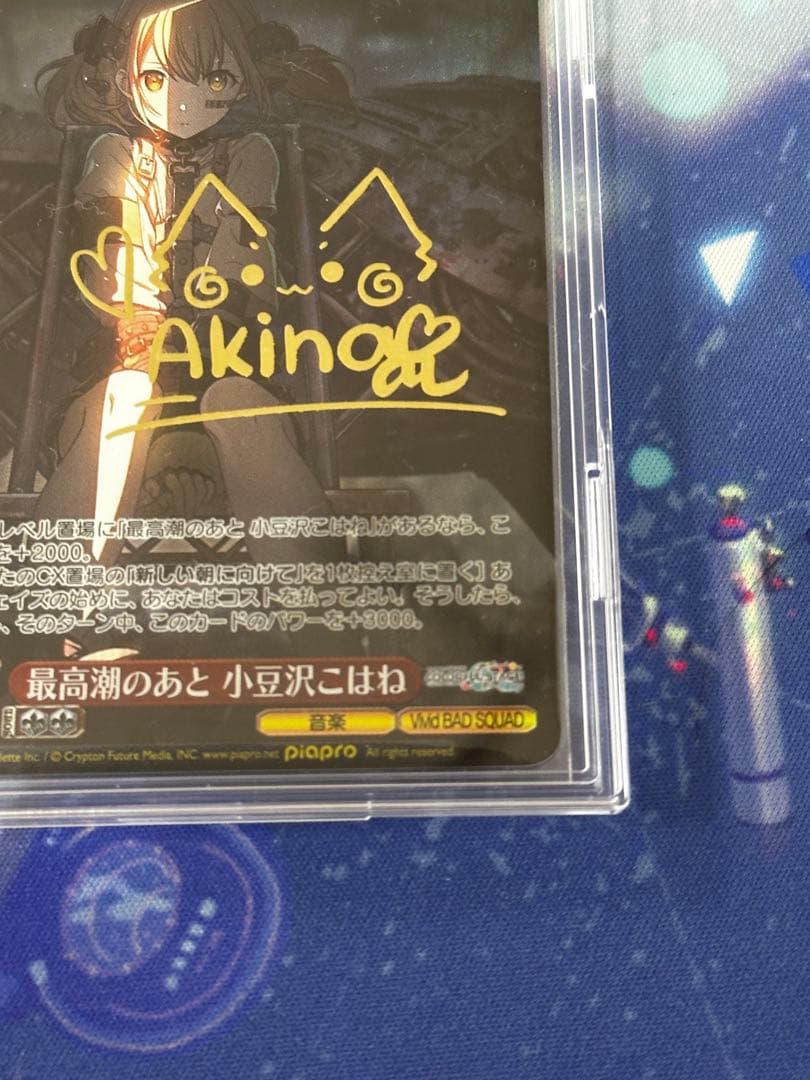 Akina
レベル置場に「最高潮のあと 小豆沢こはね」があるなら、こ
を+2000。
たのCX置場の「新しい朝に向けて」を1枚控え室に置く】あ
ェイズの始めに、あなたはコストを払ってよい。そうしたら、
、そのターン中、このカードのパワーを+3000。
最高潮のあと 小豆沢こはね
音楽 Vivid BAD SQUAD
lette Inc. / © Crypton Future Media, INC. www.piapro.net piapro All rights reserved.